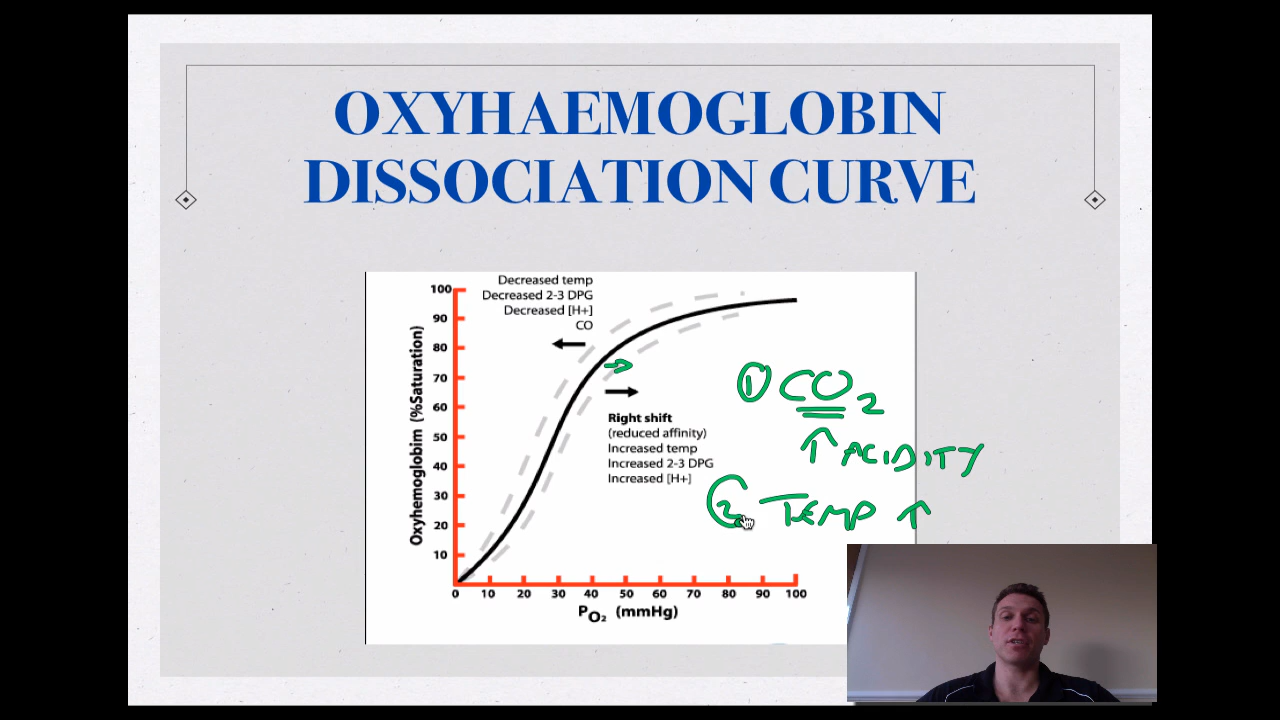 OXYHAEMOGLOBIN
DISSOCIATION CURVE
Decreased temp
Decreased 2-3 DPG
Decreased [H+]
CO
Oxyhemoglobim (%Saturation)
100
90
80
70
60
50
40
30
20
10
Right shift
(reduced affinity)
Increased temp
Increased 2-3 DPG
Increased [H+]
① CO2
↑ ACIDITY
② TEMP ↑
0 10 20 30 40 50 60 70 80 90 100
PO₂ (mmHg)